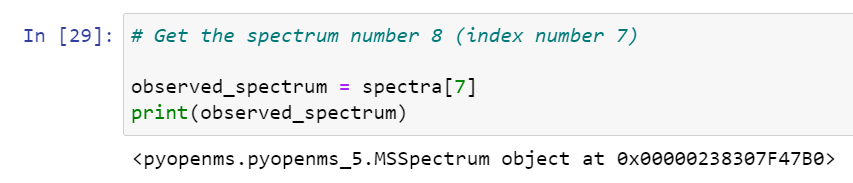 In [29]: # Get the spectrum number 8 (index number 7)
observed_spectrum = spectra[7]
print(observed_spectrum)
<pyopenms.pyopenms_5.MSSpectrum object at 0x00000238307F47B0>